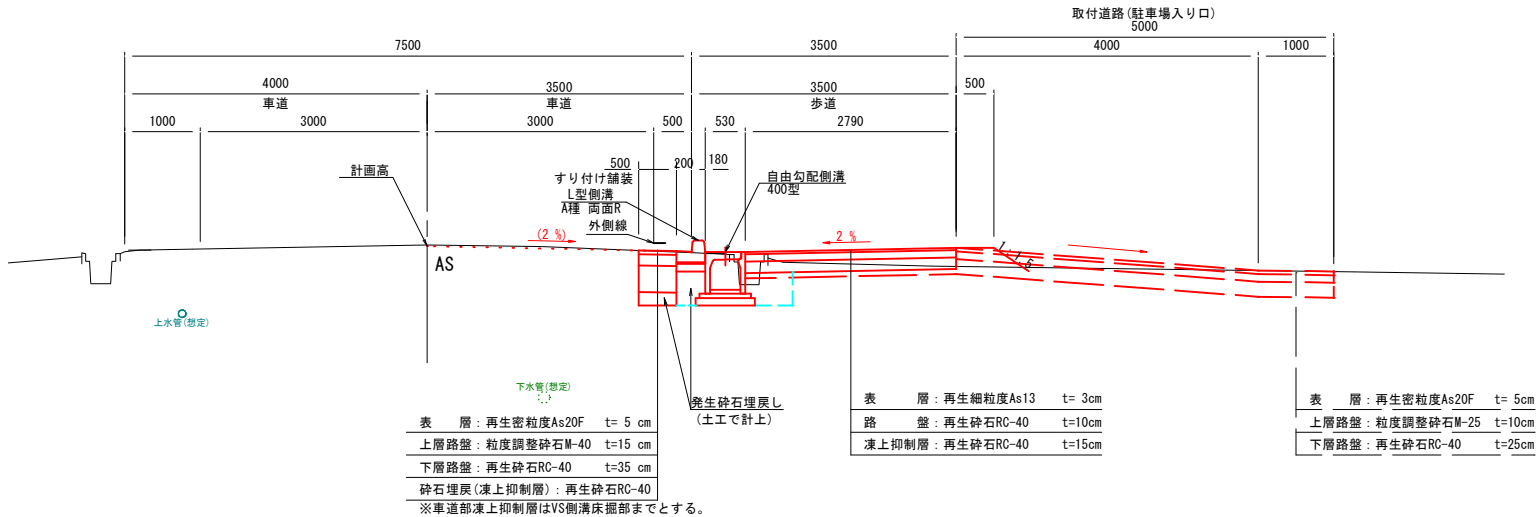 取付道路(駐車場入り口)
5000
7500
3500
4000
1000
4000
3500
3500
500
車道
車道
歩道
1000
3000
3000
500
530
2790
500
200
180
計画高
すり付け舗装
L型側溝
A種 両面R
外側線
自由勾配側溝
400型
(2 %)
2 %
1:1.5
AS
上水管(想定)
下水管(想定)
発生砕石埋戻し
(土工で計上)
表 層：再生密粒度As20F t= 5 cm
上層路盤：粒度調整砕石M-40 t=15 cm
下層路盤：再生砕石RC-40 t=35 cm
砕石埋戻(凍上抑制層)：再生砕石RC-40
※車道部凍上抑制層はVS側溝床掘部までとする。
表 層：再生細粒度As13 t= 3cm
路 盤：再生砕石RC-40 t=10cm
凍上抑制層：再生砕石RC-40 t=15cm
表 層：再生密粒度As20F t= 5cm
上層路盤：粒度調整砕石M-25 t=10cm
下層路盤：再生砕石RC-40 t=25cm